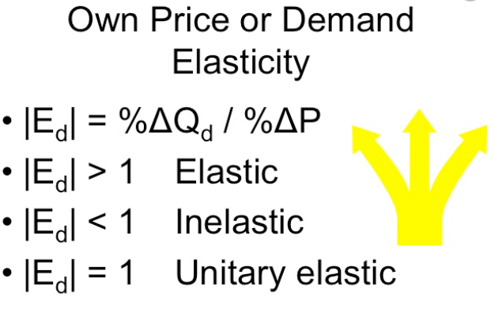 Own Price or Demand
Elasticity
• |Ed| = %ΔQd / %ΔP
• |Ed| > 1 Elastic
• |Ed| < 1 Inelastic
• |Ed| = 1 Unitary elastic